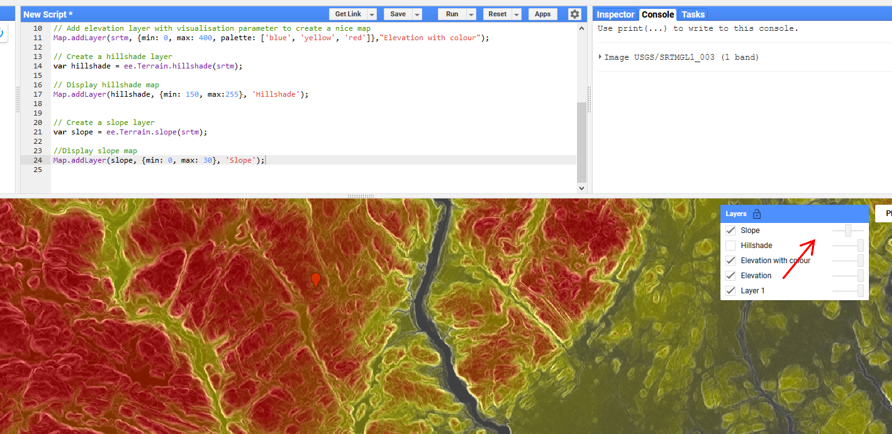 New Script *
Get Link
Save
Run
Reset
Apps
Inspector
Console
Tasks
10 // Add elevation layer with visualisation parameter to create a nice map
11 Map.addLayer(srtm, {min: 0, max: 400, palette: ['blue', 'yellow', 'red']},"Elevation with colour");
12
13 // Create a hillshade layer
14 var hillshade = ee.Terrain.hillshade(srtm);
15
16 // Display hillshade map
17 Map.addLayer(hillshade, {min: 150, max:255}, 'Hillshade');
18
19
20 // Create a slope layer
21 var slope = ee.Terrain.slope(srtm);
22
23 //Display slope map
24 Map.addLayer(slope, {min: 0, max: 30}, 'Slope');
25
Use print(...) to write to this console.
Image USGS/SRTMGL1_003 (1 band)
Layers
Slope
Hillshade
Elevation with colour
Elevation
Layer 1